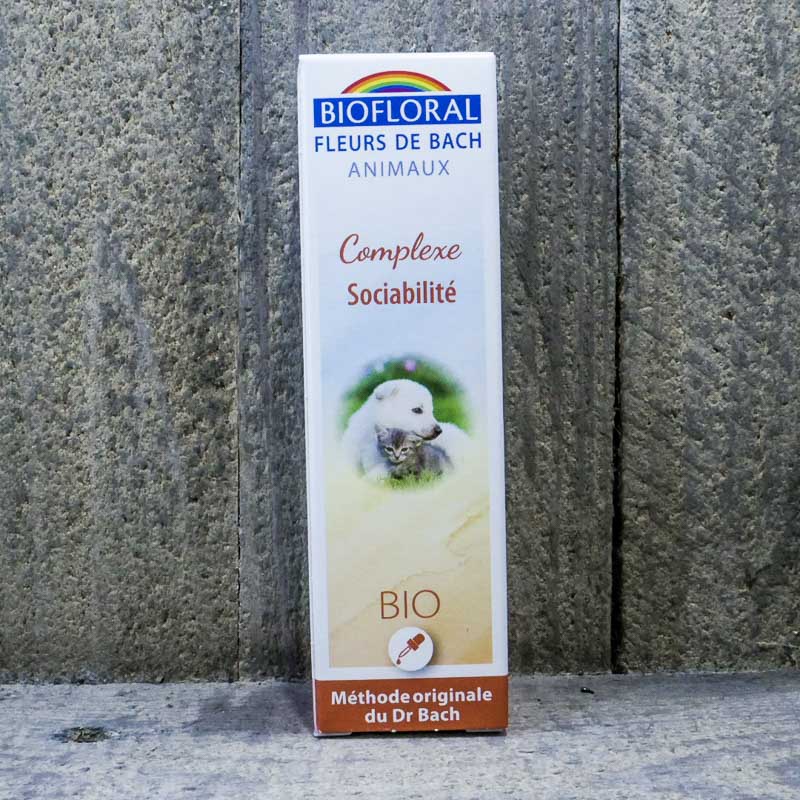 BIOFLORAL
FLEURS DE BACH
ANIMAUX
Complexe
Sociabilité
BIO
Méthode originale
du Dr Bach